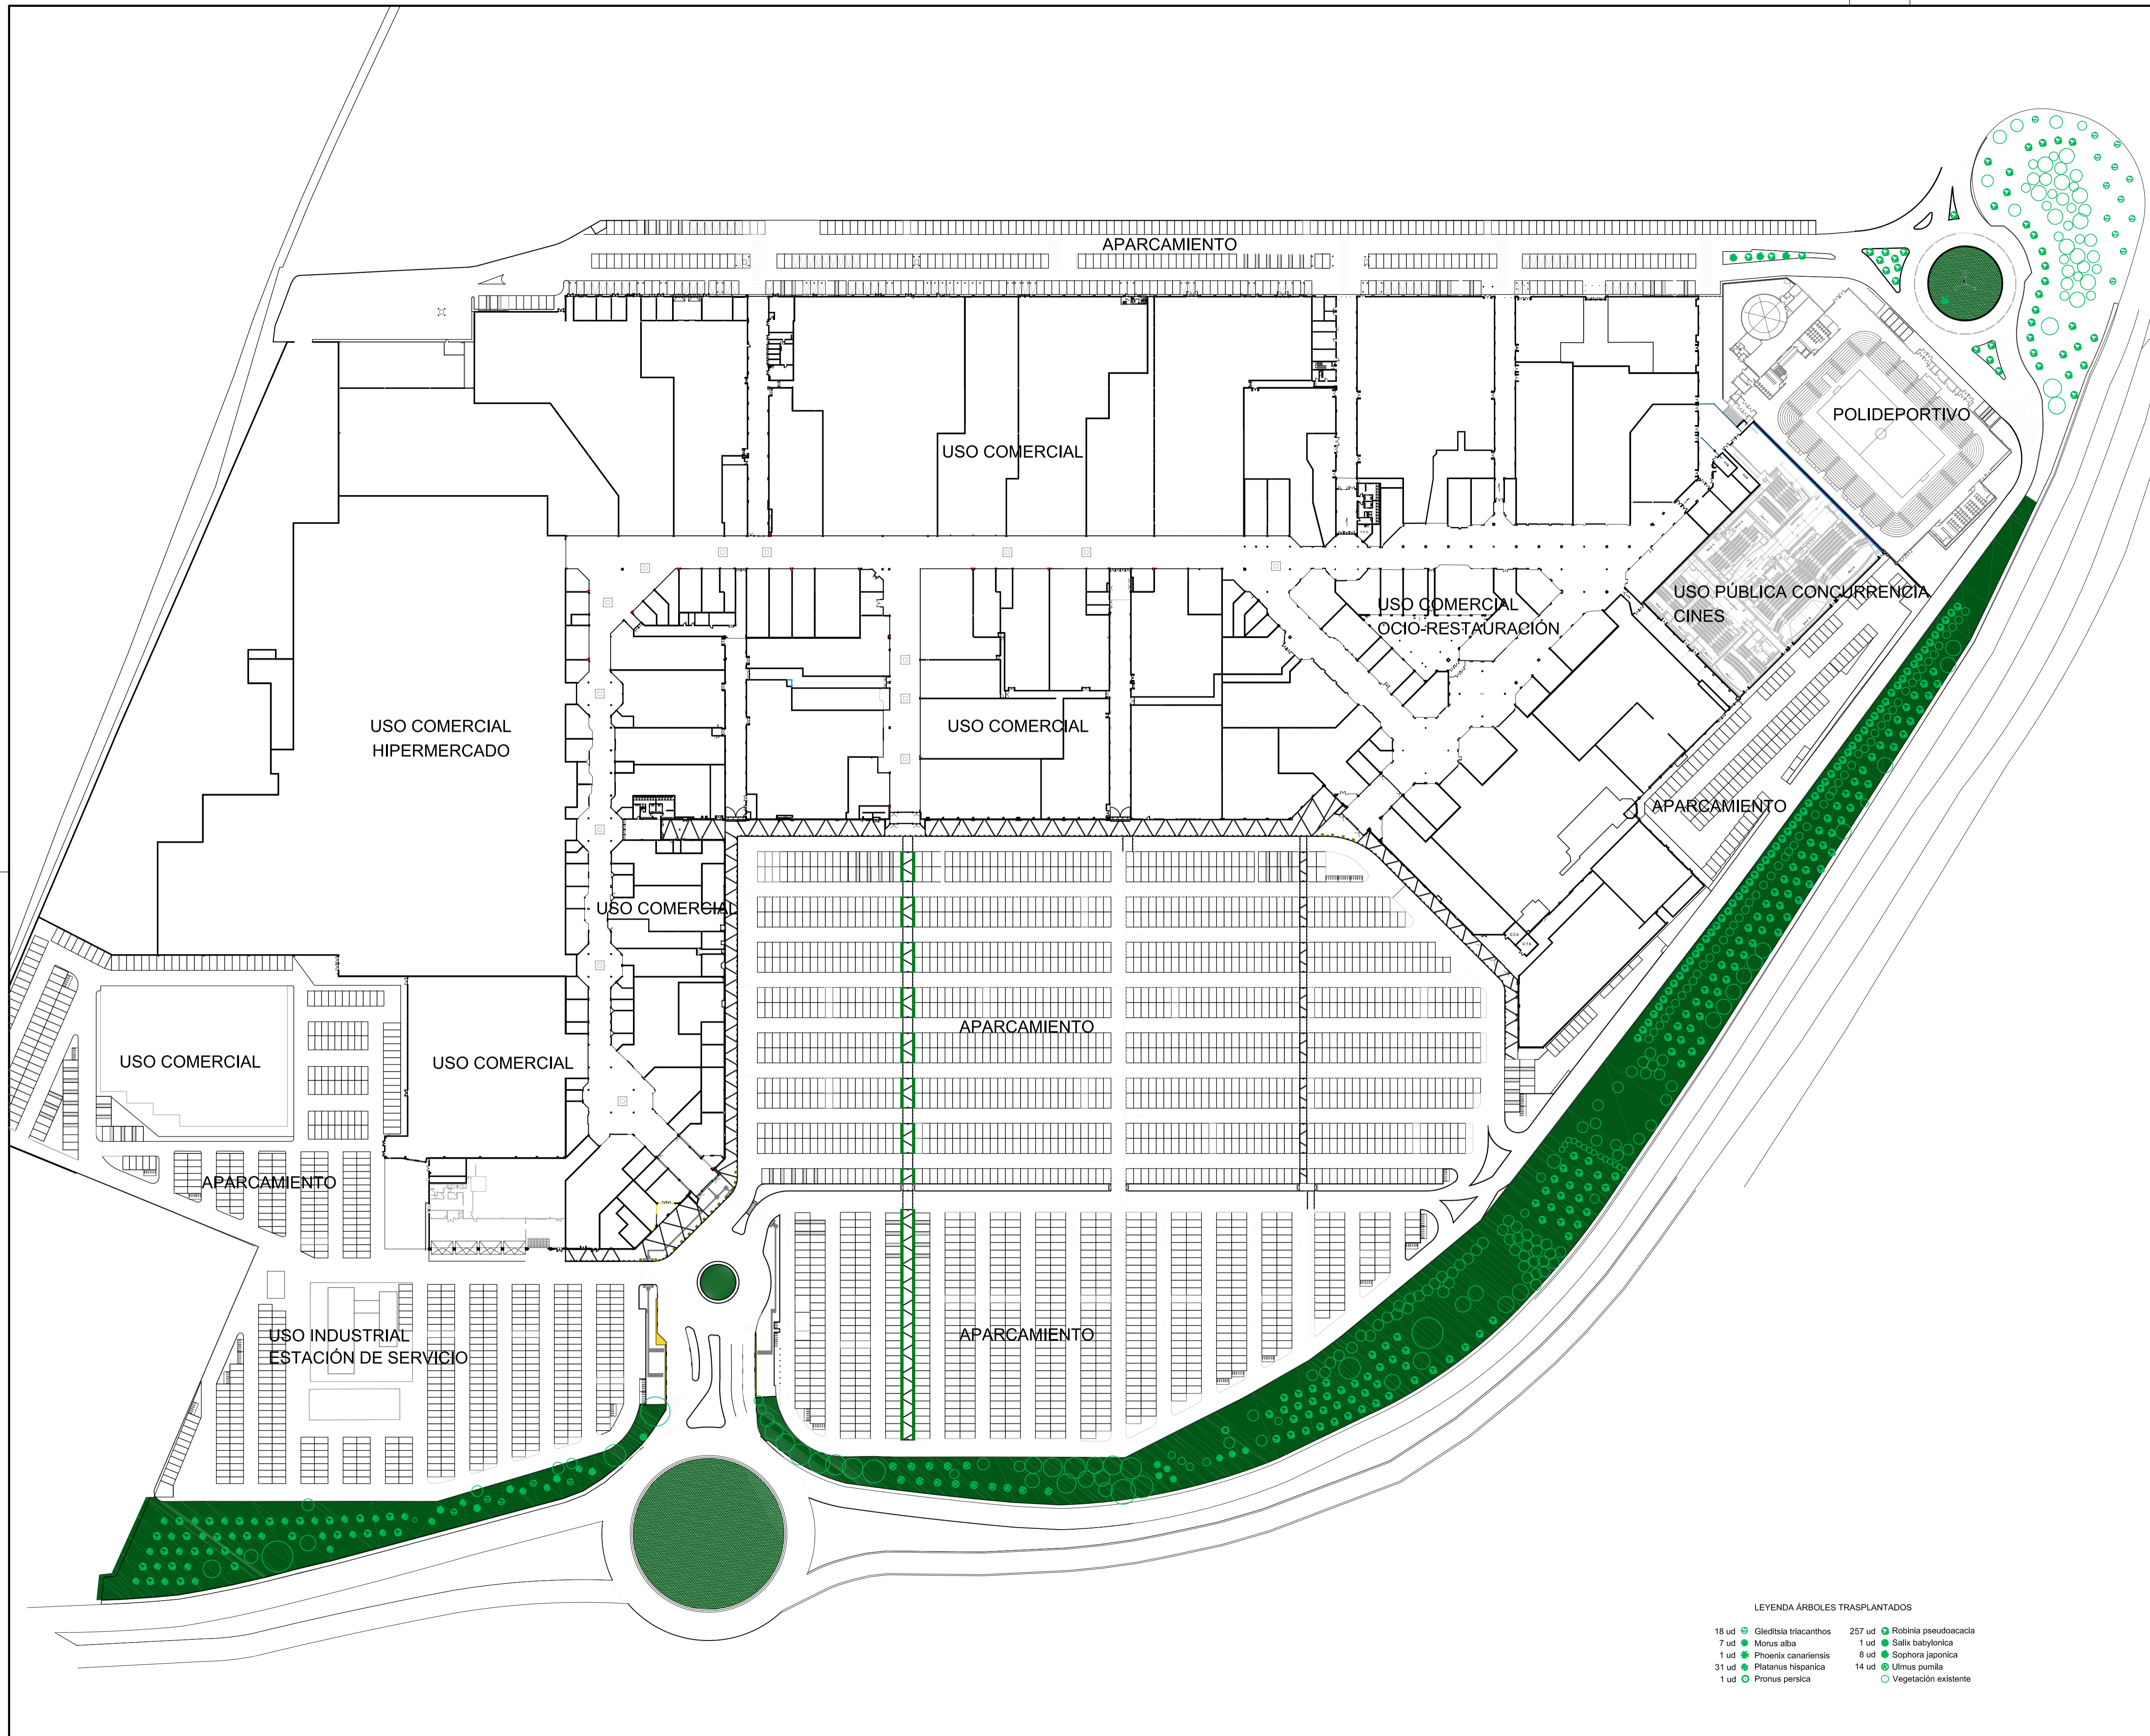 APARCAMIENTO
POLIDEPORTIVO
USO COMERCIAL
USO PÚBLICA CONCURRENCIA
CINES
USO COMERCIAL
OCIO-RESTAURACIÓN
USO COMERCIAL
HIPERMERCADO
USO COMERCIAL
APARCAMIENTO
USO COMERCIAL
APARCAMIENTO
USO COMERCIAL
USO COMERCIAL
APARCAMIENTO
USO INDUSTRIAL
ESTACIÓN DE SERVICIO
APARCAMIENTO
LEYENDA ÁRBOLES TRASPLANTADOS
18 ud Gleditsia triacanthos 257 ud Robinia pseudoacacia
7 ud Morus alba 1 ud Salix babylonica
1 ud Phoenix canariensis 8 ud Sophora japonica
31 ud Platanus hispanica 14 ud Ulmus pumila
1 ud Pronus persica Vegetación existente